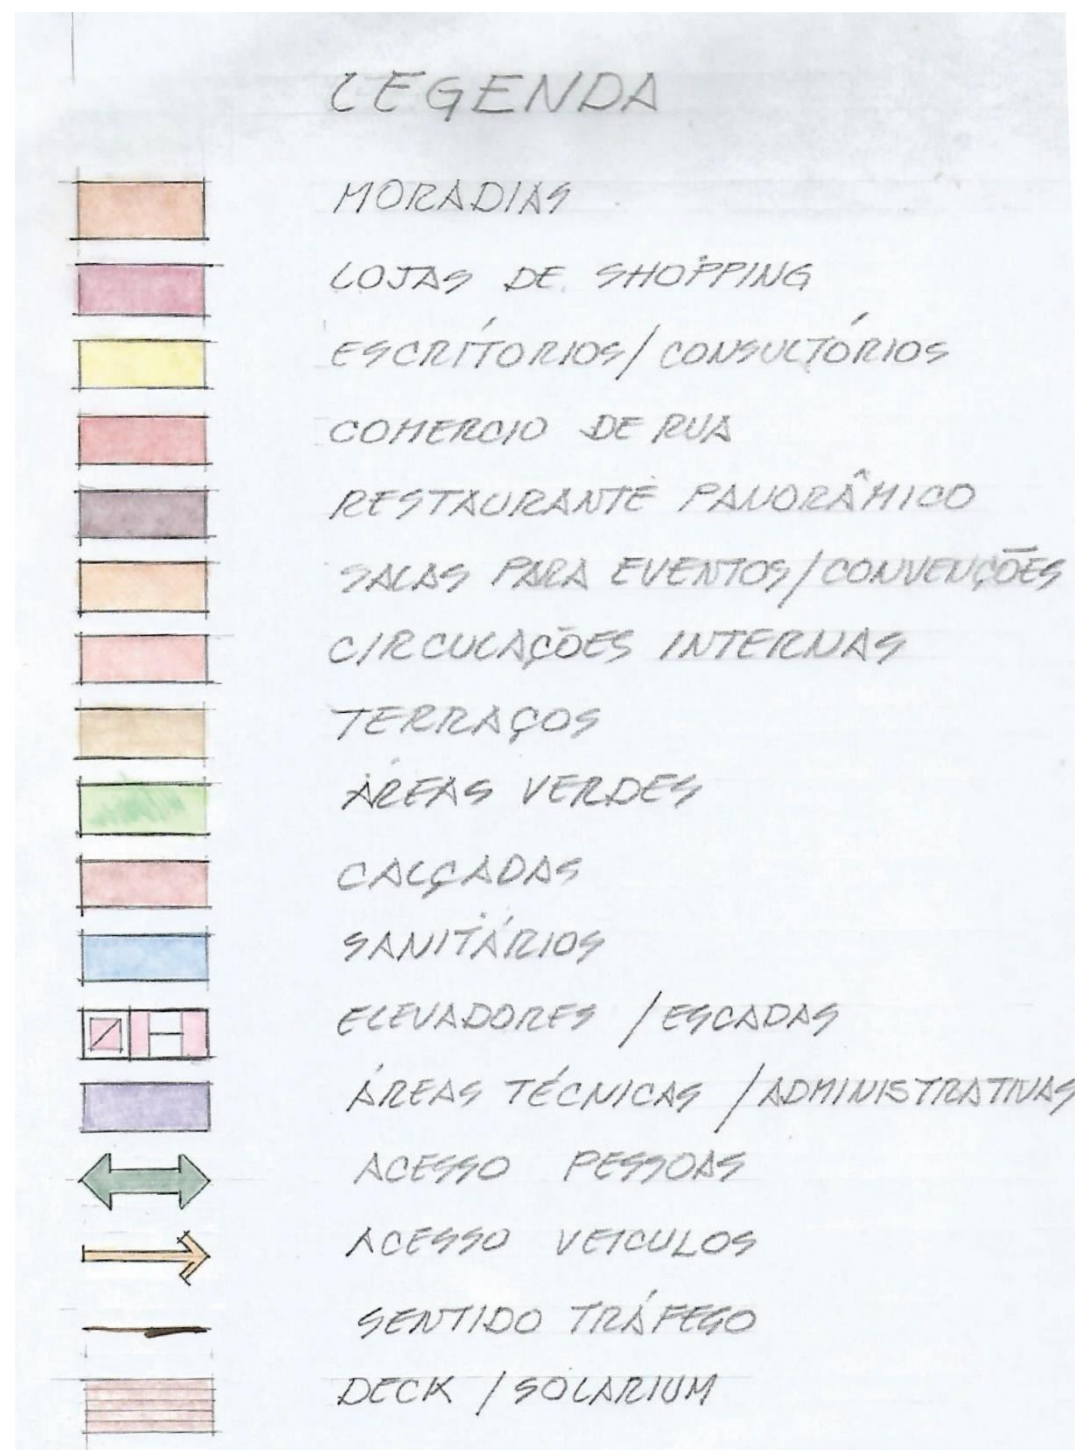 LEGENDA
MORADIAS
LOJAS DE SHOPPING
ESCRITÓRIOS/CONSULTÓRIOS
COMERCIO DE RUA
RESTAURANTE PANORÂMICO
SALAS PARA EVENTOS/CONVENÇÕES
CIRCULAÇÕES INTERNAS
TERRAÇOS
ÁREAS VERDES
CALÇADAS
SANITÁRIOS
ELEVADORES /ESCADAS
ÁREAS TÉCNICAS /ADMINISTRATIVAS
ACESSO PESSOAS
ACESSO VEICULOS
SENTIDO TRÁFEGO
DECK / SOLARIUM